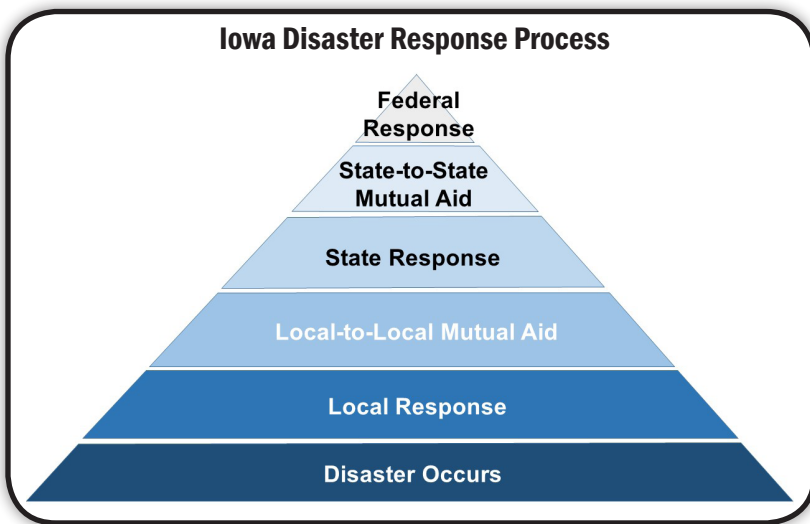 Iowa Disaster Response Process
Federal
Response
State-to-State
Mutual Aid
State Response
Local-to-Local Mutual Aid
Local Response
Disaster Occurs